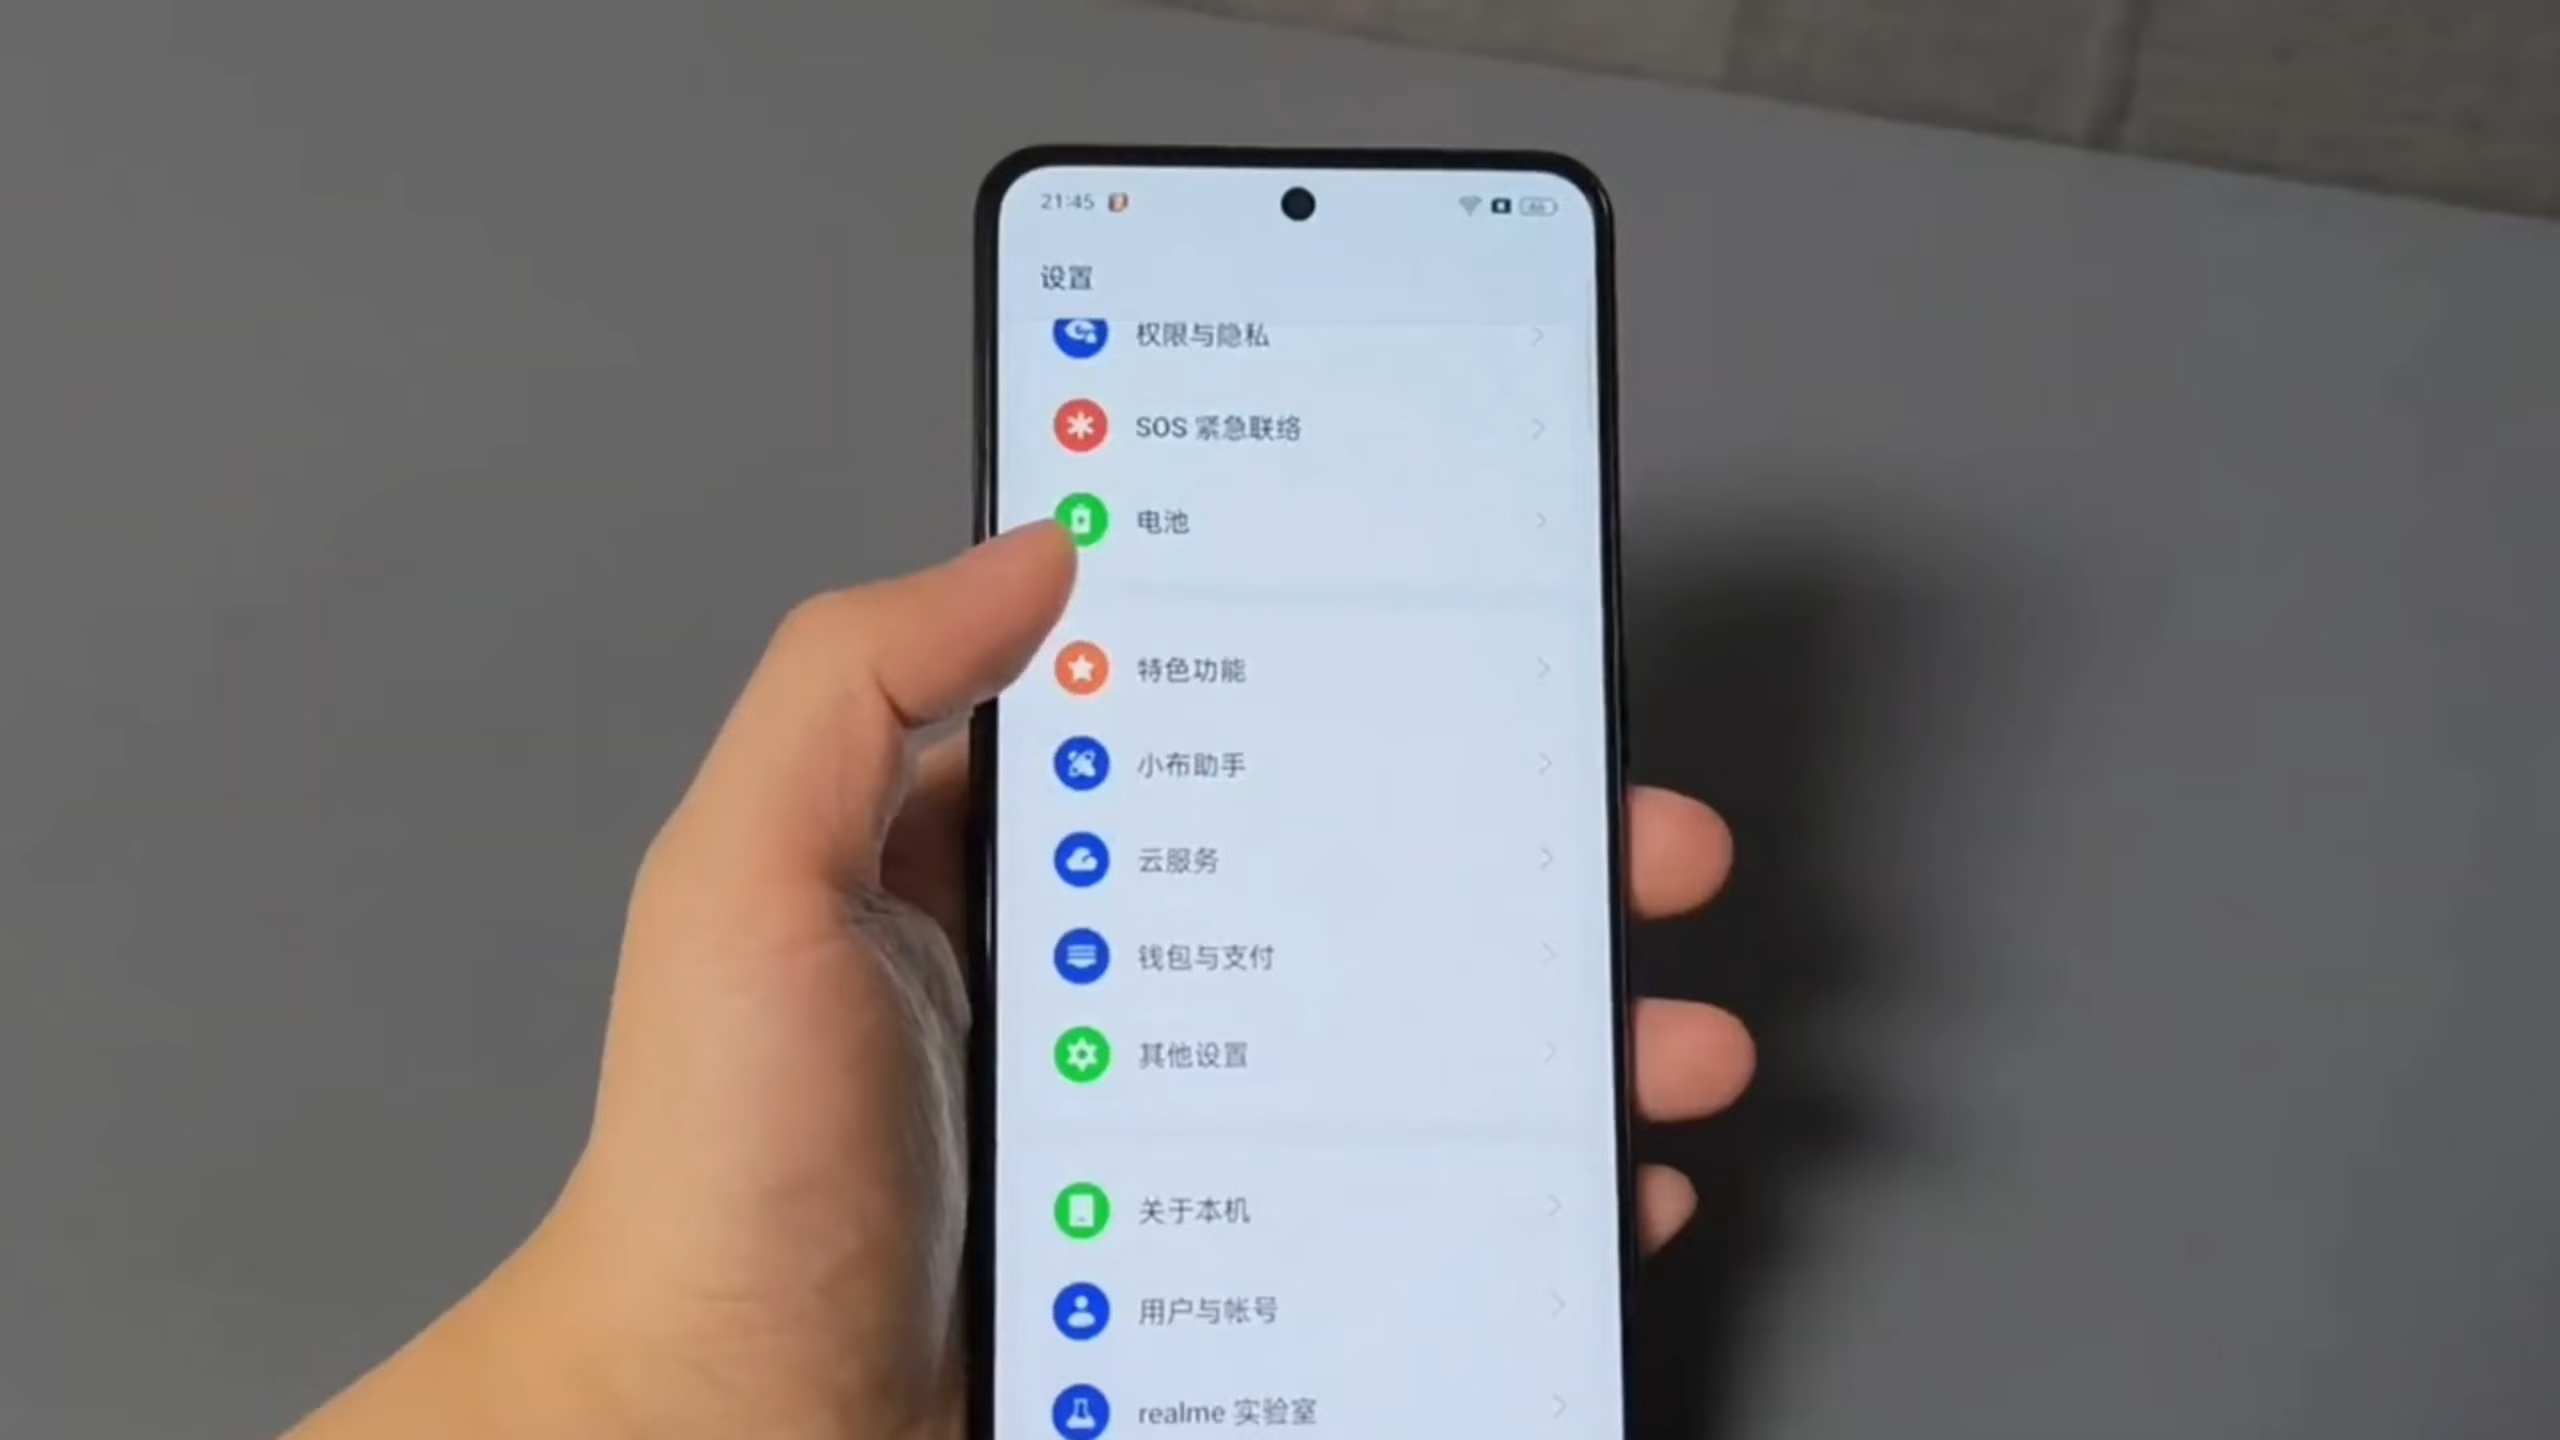 21:45
设置
权限与隐私
SOS 紧急联络
电池
特色功能
小布助手
云服务
钱包与支付
其他设置
关于本机
用户与帐号
realme 实验室